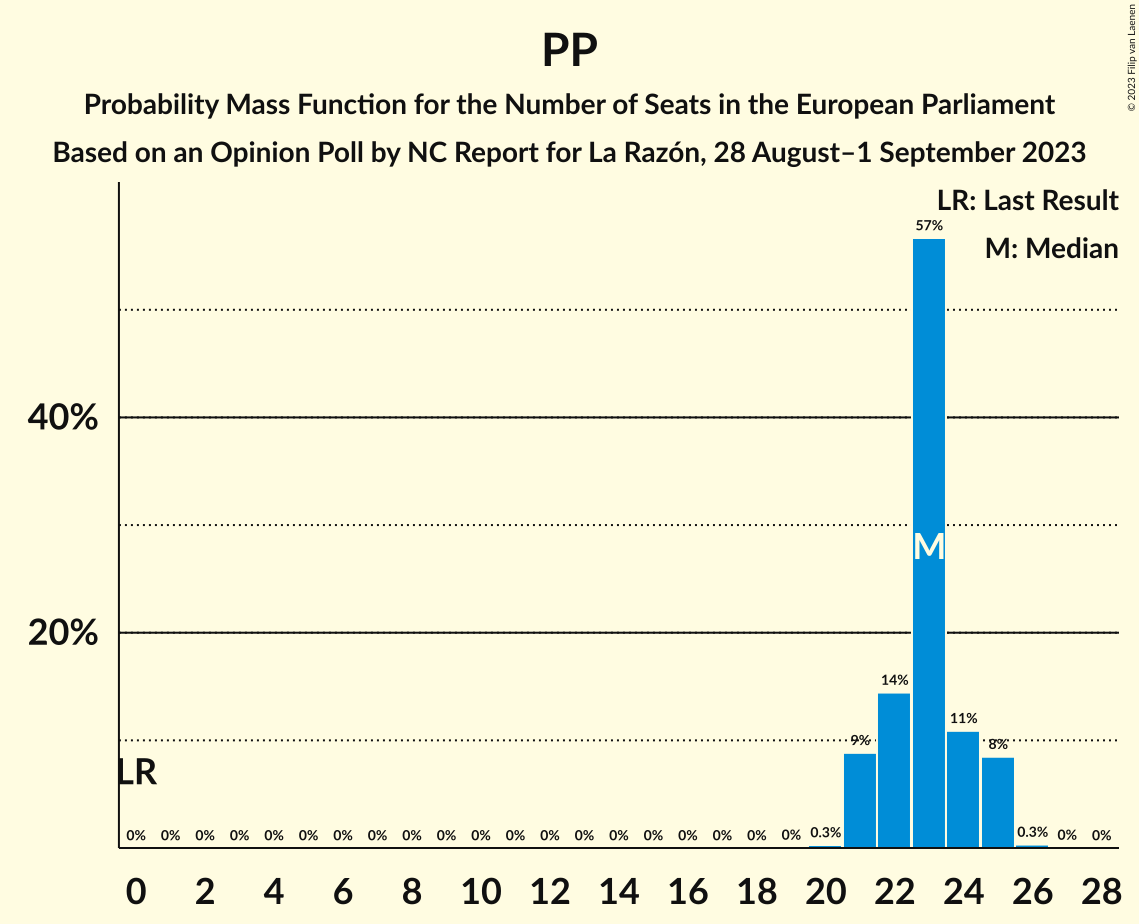 PP
Probability Mass Function for the Number of Seats in the European Parliament
Based on an Opinion Poll by NC Report for La Razón, 28 August–1 September 2023
© 2023 Filip van Laenen
LR: Last Result
M: Median
57%
40%
M
20%
14%
11%
9%
8%
LR
0% 0% 0% 0% 0% 0% 0% 0% 0% 0% 0% 0% 0% 0% 0% 0% 0% 0% 0% 0% 0.3% 0.3% 0% 0%
0 2 4 6 8 10 12 14 16 18 20 22 24 26 28